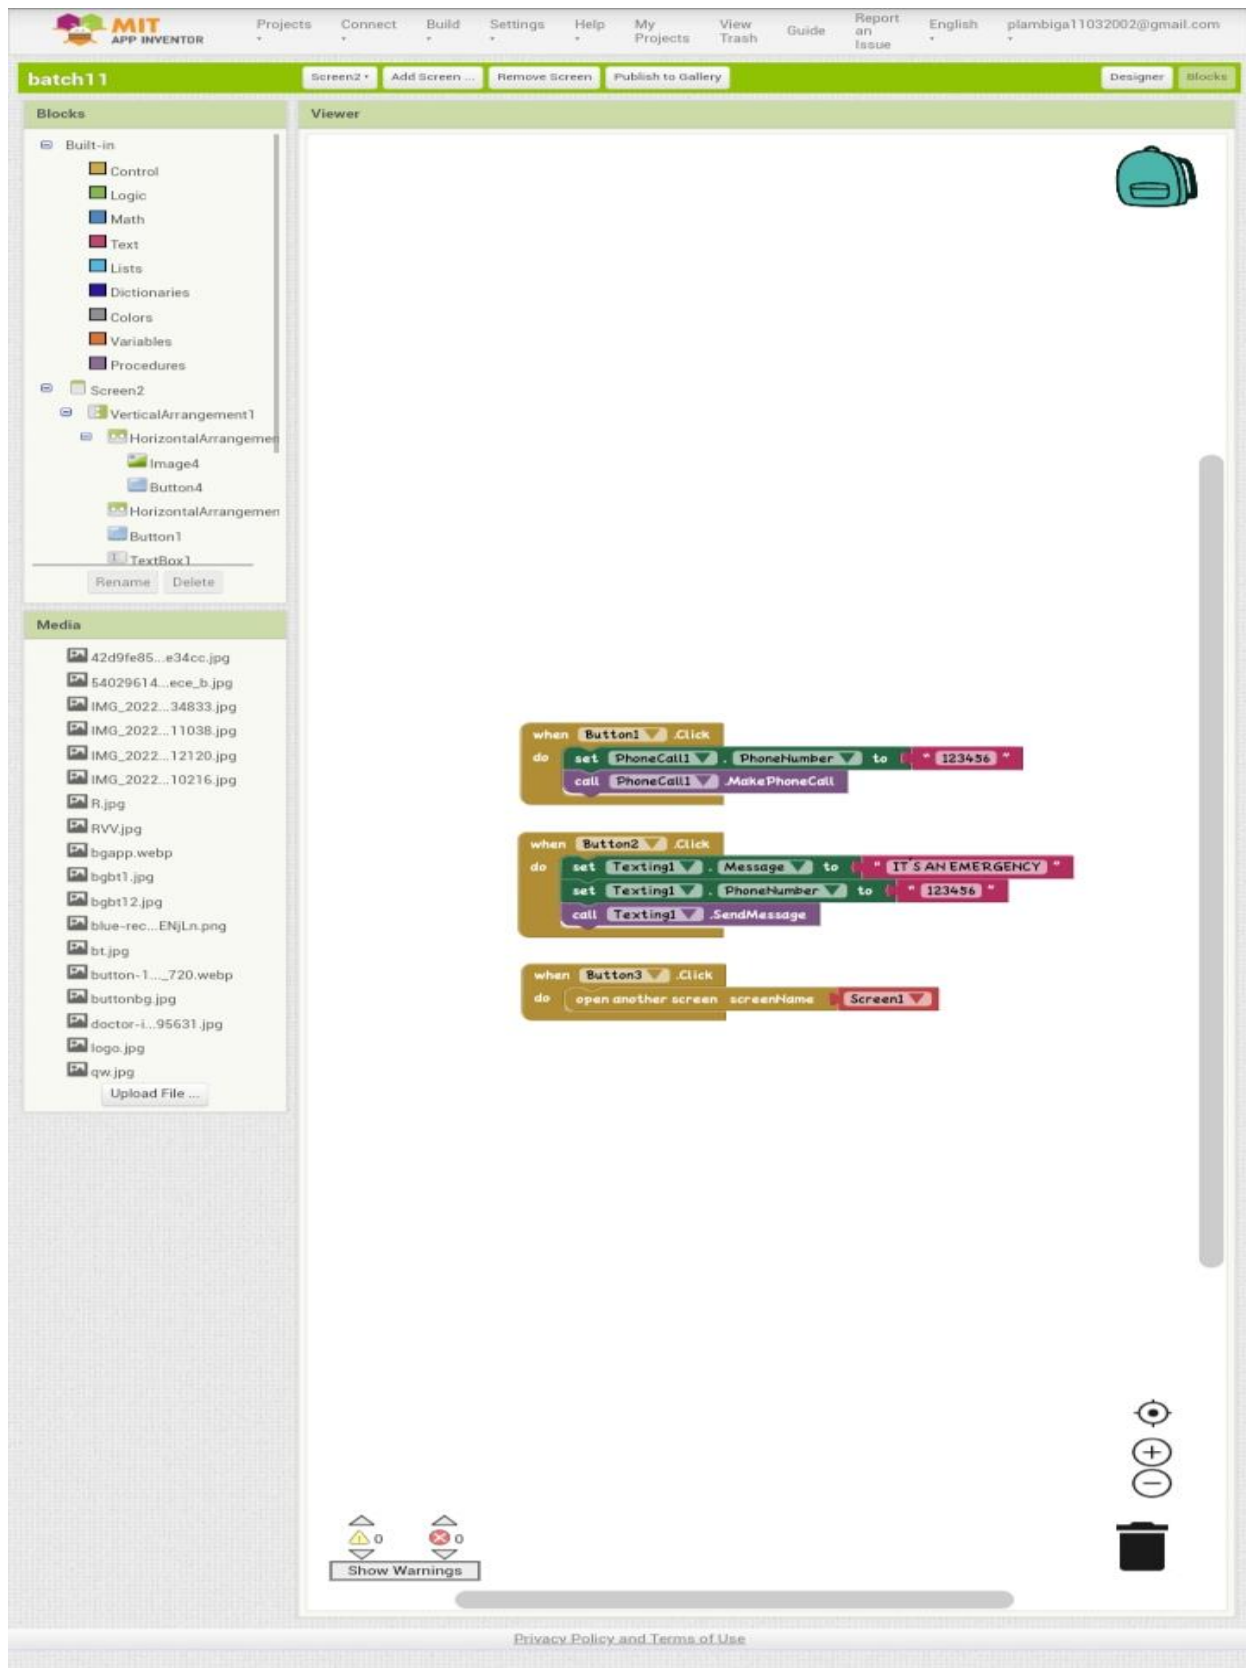 MIT
APP INVENTOR
Projects Connect Build Settings Help My Projects View Trash Guide Report an Issue English plambiga11032002@gmail.com
batch11 Screen2 Add Screen ... Remove Screen Publish to Gallery Designer Blocks
Blocks
Built-in
Control
Logic
Math
Text
Lists
Dictionaries
Colors
Variables
Procedures
Screen2
VerticalArrangement1
HorizontalArrangemen
Image4
Button4
HorizontalArrangemen
Button1
TextBox1
Rename Delete
Media
42d9fe85...e34cc.jpg
54029614...ece_b.jpg
IMG_2022...34833.jpg
IMG_2022...11038.jpg
IMG_2022...12120.jpg
IMG_2022...10216.jpg
R.jpg
RVV.jpg
bgapp.webp
bgbt1.jpg
bgbt12.jpg
blue-rec...ENjLn.png
bt.jpg
button-1..._720.webp
buttonbg.jpg
doctor-i...95631.jpg
logo.jpg
qw.jpg
Upload File ...
Viewer
when Button1 .Click
do set PhoneCall1 . PhoneNumber to " 123456 "
call PhoneCall1 .MakePhoneCall
when Button2 .Click
do set Texting1 . Message to " IT'S AN EMERGENCY "
set Texting1 . PhoneNumber to " 123456 "
call Texting1 .SendMessage
when Button3 .Click
do open another screen screenName Screen1
0 0
Show Warnings
Privacy Policy and Terms of Use